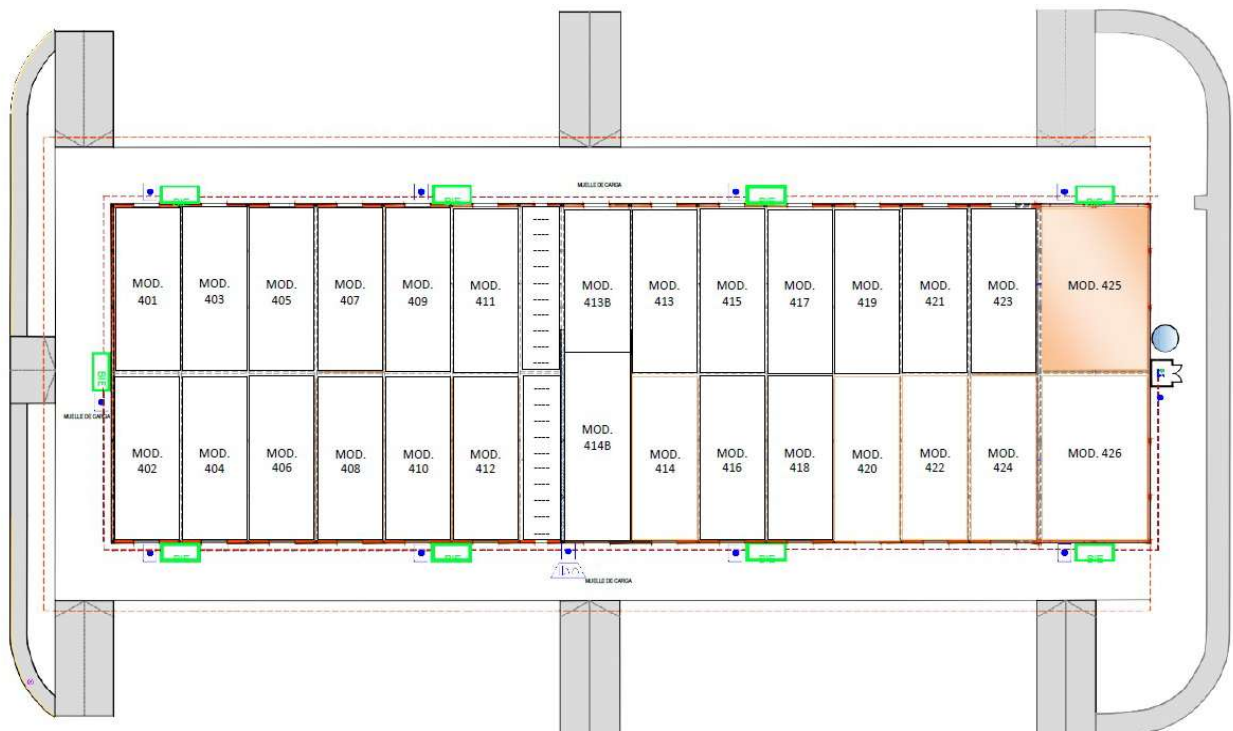 MUELLE DE CARGA
MOD.
401
MOD.
403
MOD.
405
MOD.
407
MOD.
409
MOD.
411
MOD.
413B
MOD.
413
MOD.
415
MOD.
417
MOD.
419
MOD.
421
MOD.
423
MOD. 425
BIE
MUELLE DE CARGA
MOD.
402
MOD.
404
MOD.
406
MOD.
408
MOD.
410
MOD.
412
MOD.
414B
MOD.
414
MOD.
416
MOD.
418
MOD.
420
MOD.
422
MOD.
424
MOD. 426
MUELLE DE CARGA